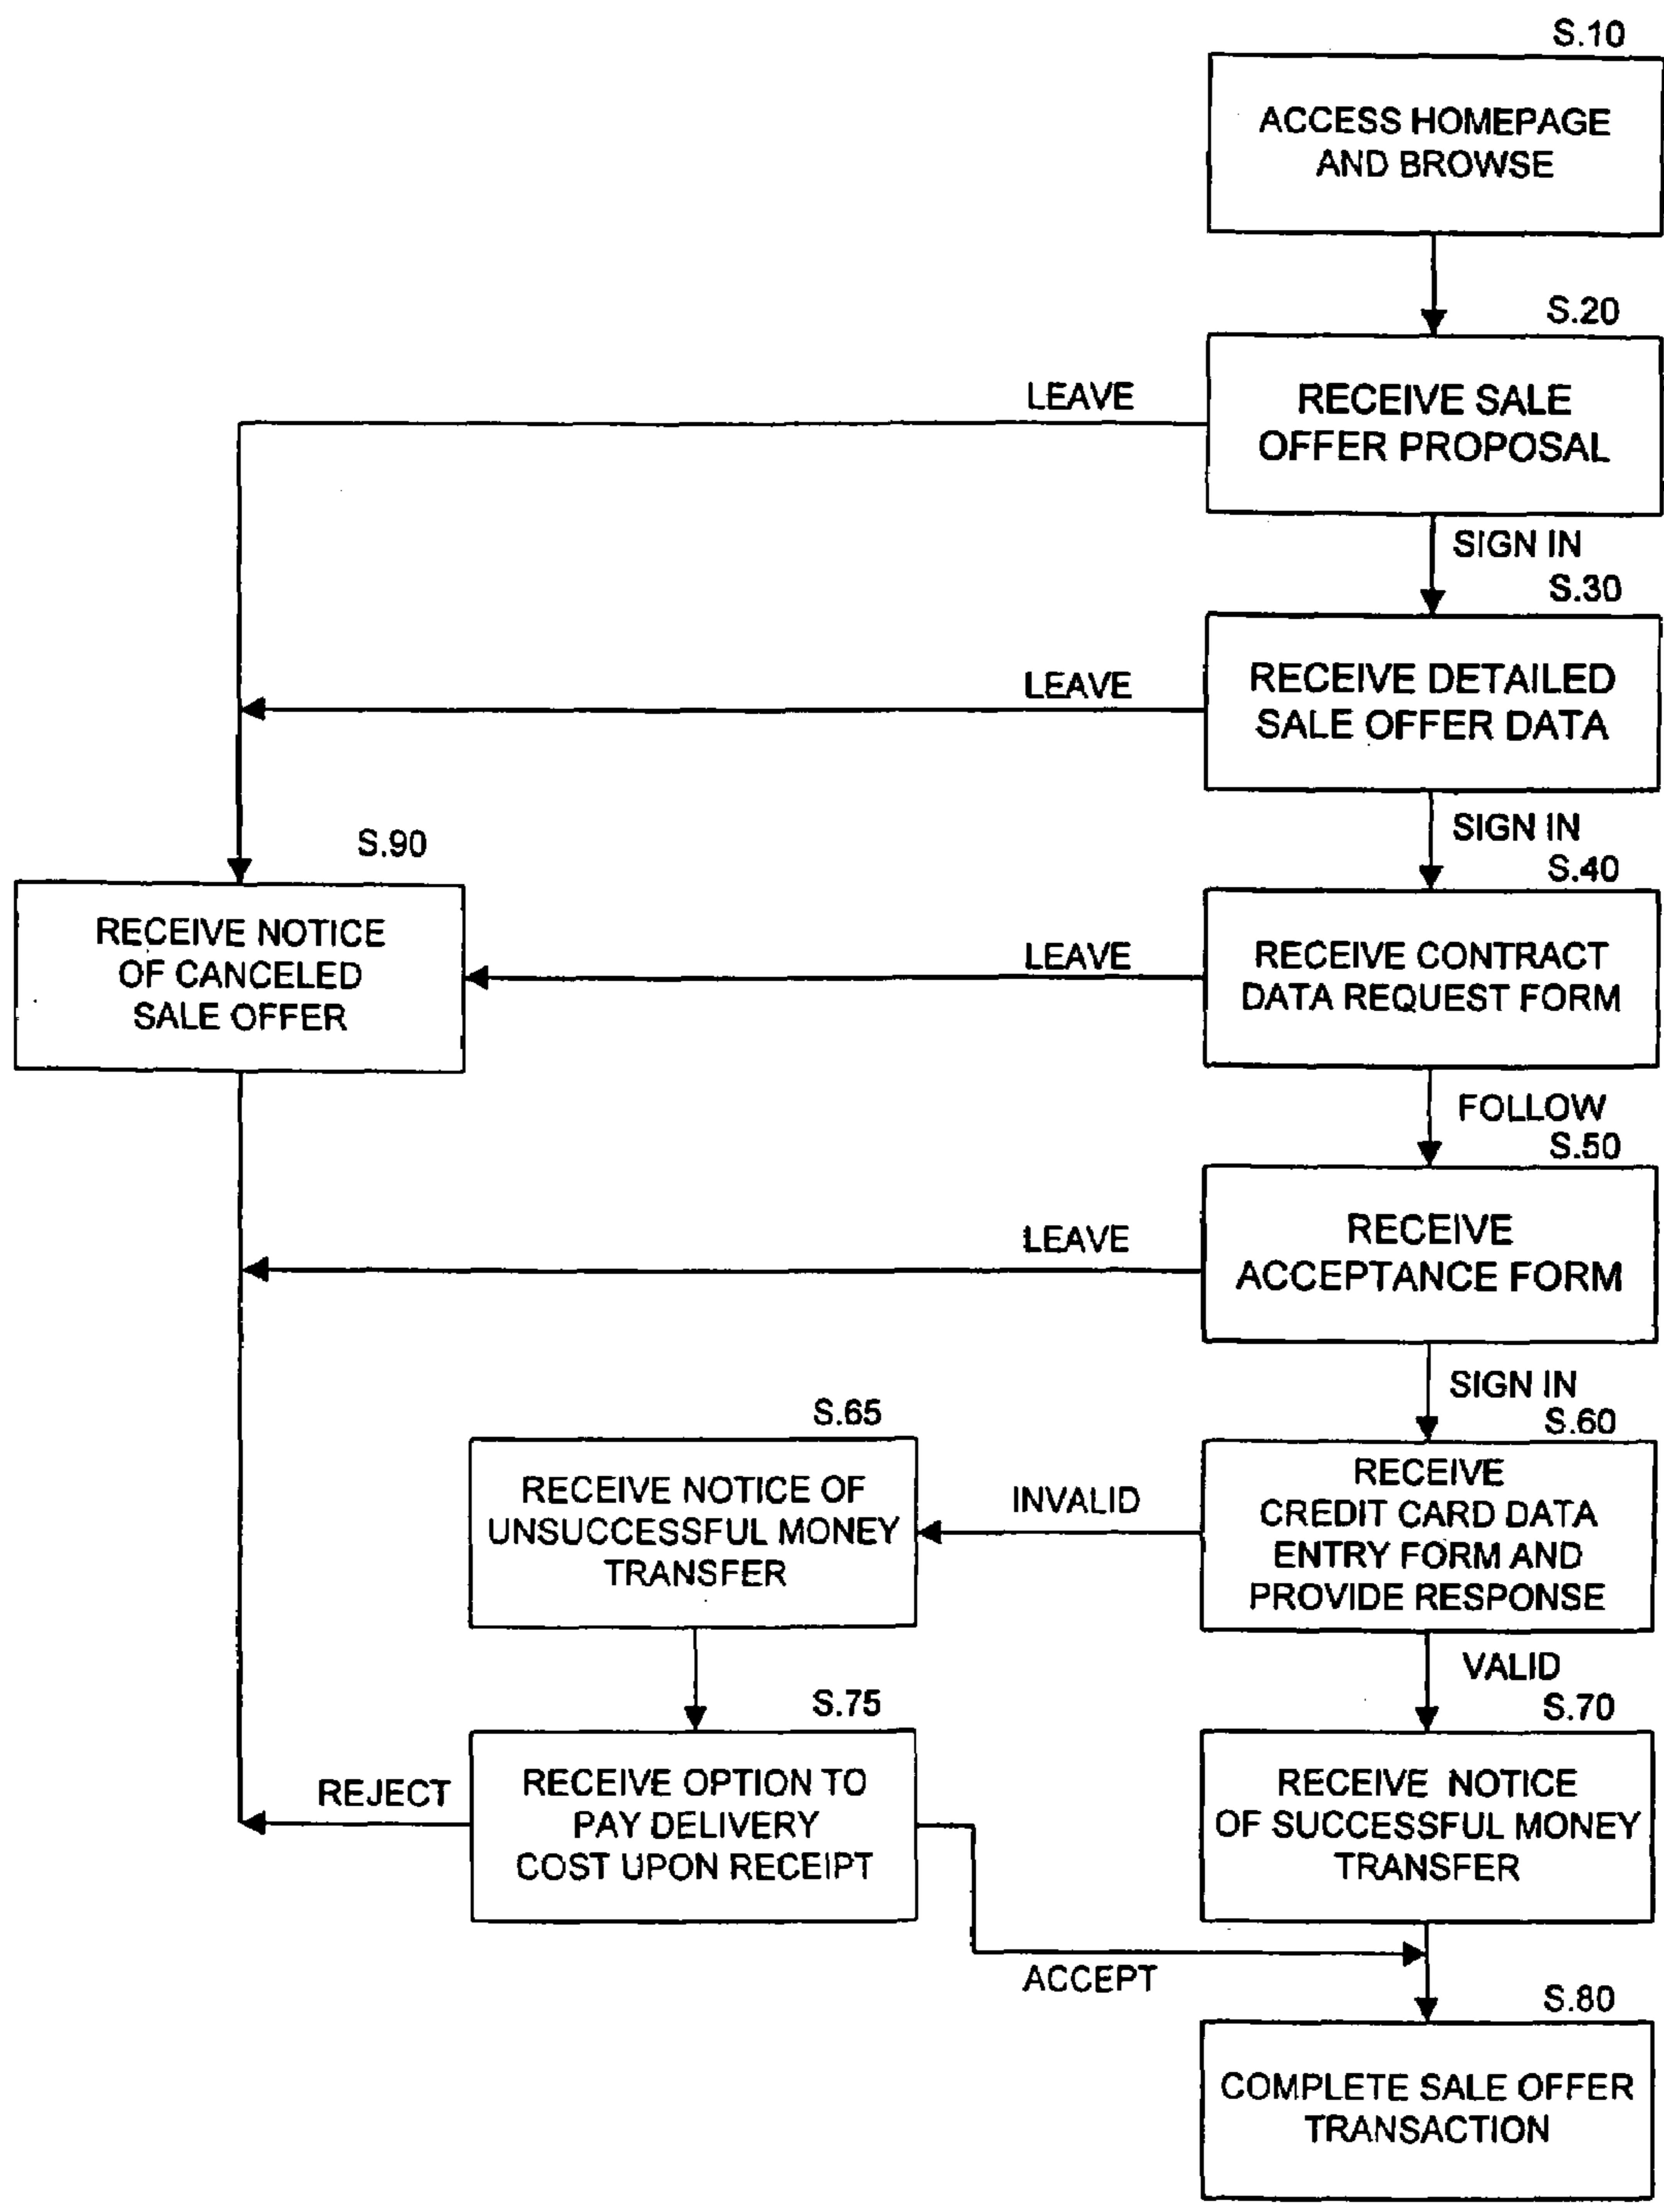 S.10
ACCESS HOMEPAGE
AND BROWSE
S.20
RECEIVE SALE
OFFER PROPOSAL
LEAVE
SIGN IN
S.30
RECEIVE DETAILED
SALE OFFER DATA
LEAVE
SIGN IN
S.40
S.90
RECEIVE NOTICE
OF CANCELED
SALE OFFER
LEAVE
RECEIVE CONTRACT
DATA REQUEST FORM
FOLLOW
S.50
LEAVE
RECEIVE
ACCEPTANCE FORM
SIGN IN
S.60
S.65
RECEIVE NOTICE OF
UNSUCCESSFUL MONEY
TRANSFER
INVALID
RECEIVE
CREDIT CARD DATA
ENTRY FORM AND
PROVIDE RESPONSE
VALID
S.70
S.75
REJECT
RECEIVE OPTION TO
PAY DELIVERY
COST UPON RECEIPT
RECEIVE NOTICE
OF SUCCESSFUL MONEY
TRANSFER
ACCEPT
S.80
COMPLETE SALE OFFER
TRANSACTION